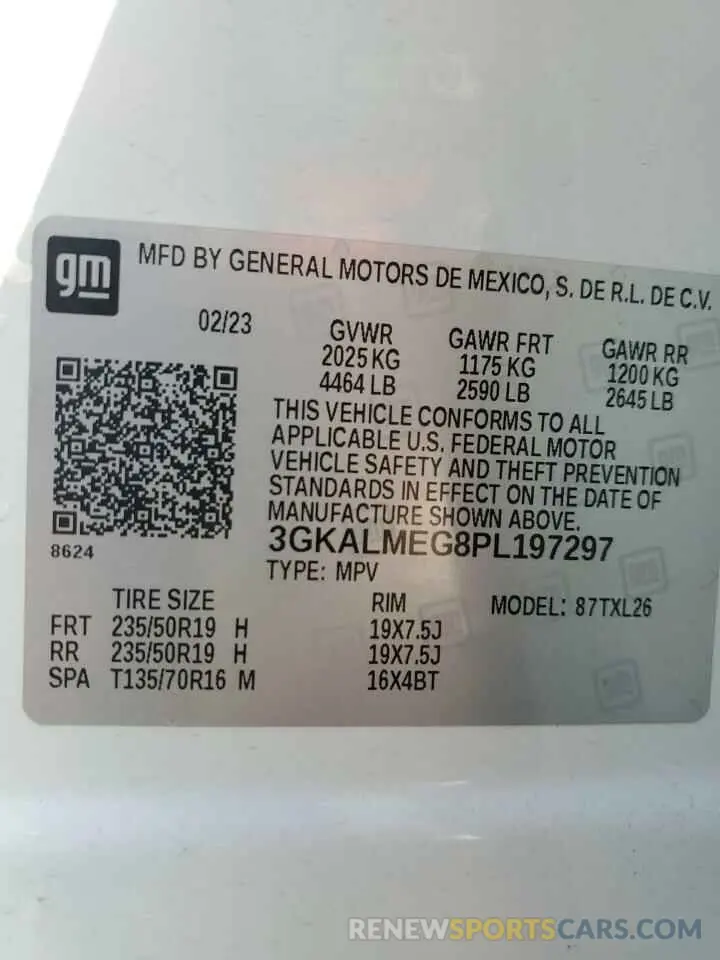 gm
MFD BY GENERAL MOTORS DE MEXICO, S. DE R.L. DE C.V.
02/23
GVWR GAWR FRT GAWR RR
2025 KG 1175 KG 1200 KG
4464 LB 2590 LB 2645 LB
THIS VEHICLE CONFORMS TO ALL
APPLICABLE U.S. FEDERAL MOTOR
VEHICLE SAFETY AND THEFT PREVENTION
STANDARDS IN EFFECT ON THE DATE OF
MANUFACTURE SHOWN ABOVE.
8624
3GKALMEG8PL197297
TYPE: MPV
TIRE SIZE RIM MODEL: 87TXL26
FRT 235/50R19 H 19X7.5J
RR 235/50R19 H 19X7.5J
SPA T135/70R16 M 16X4BT
RENEWSPORTSCARS.COM